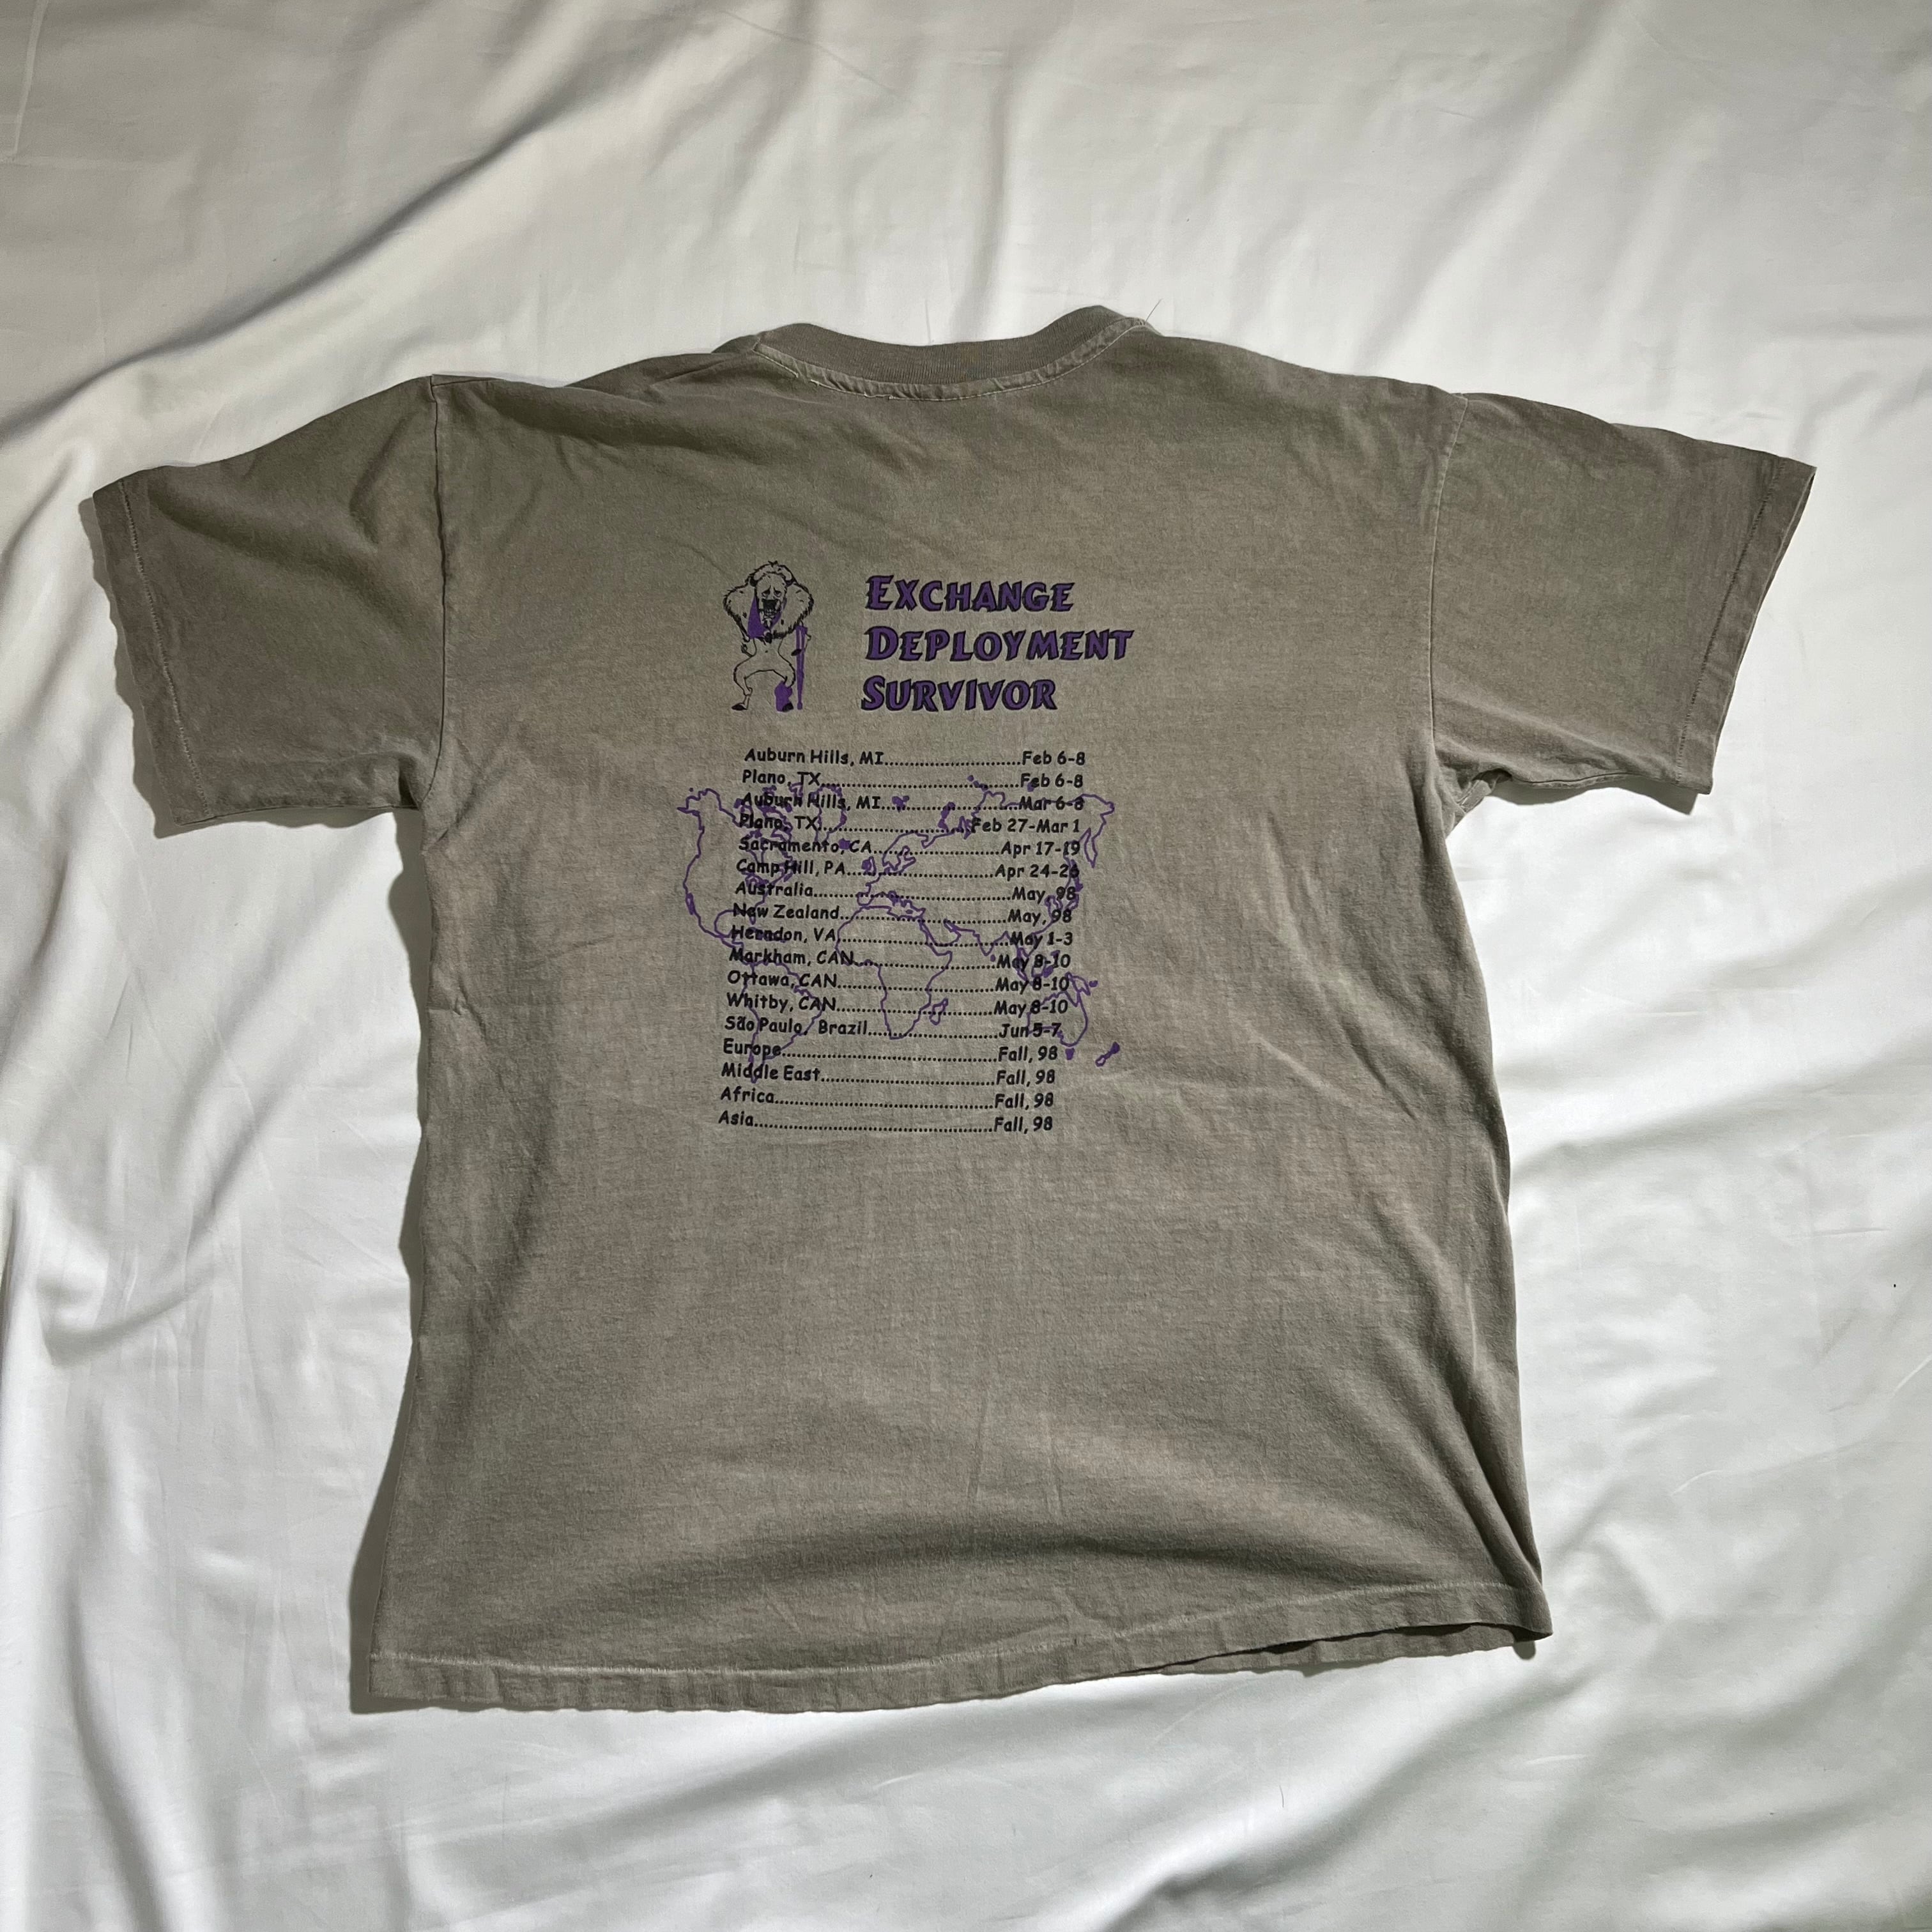 EXCHANGE
DEPLOYMENT
SURVIVOR
Auburn Hills, MI..............................Feb 6-8
Plano, TX............................................Feb 6-8
Auburn Hills, MI..............................Mar 6-8
Plano, TX..................................Feb 27-Mar 1
Sacramento, CA............................Apr 17-19
Camp Hill, PA.................................Apr 24-26
Australia...........................................May, 98
New Zealand.....................................May, 98
Herndon, VA.....................................May 1-3
Markham, CAN...............................May 8-10
Ottawa, CAN..................................May 8-10
Whitby, CAN..................................May 8-10
São Paulo, Brazil.............................Jun 5-7
Europe...............................................Fall, 98
Middle East......................................Fall, 98
Africa................................................Fall, 98
Asia....................................................Fall, 98